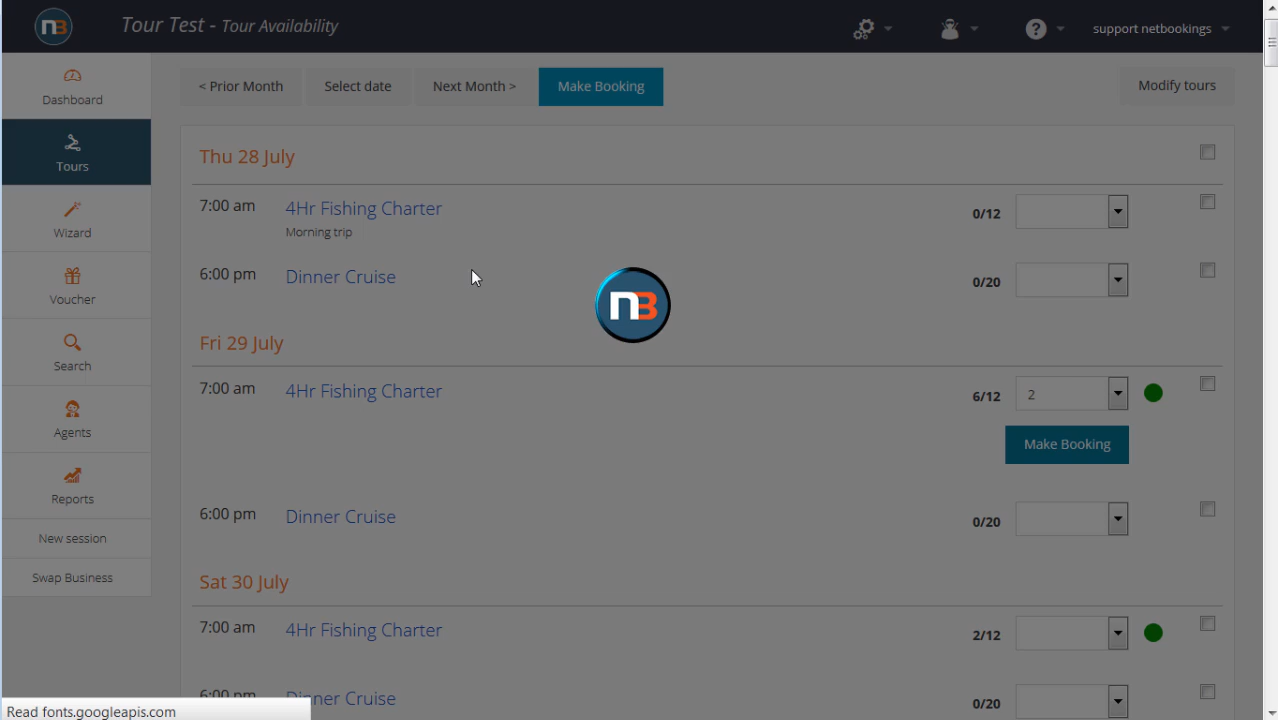 nB Tour Test - Tour Availability support netbookings
< Prior Month Select date Next Month > Make Booking Modify tours
Dashboard
Tours
Wizard
Voucher
Search
Agents
Reports
New session
Swap Business
Thu 28 July
7:00 am 4Hr Fishing Charter 0/12
Morning trip
6:00 pm Dinner Cruise 0/20
nB
Fri 29 July
7:00 am 4Hr Fishing Charter 6/12 2
Make Booking
6:00 pm Dinner Cruise 0/20
Sat 30 July
7:00 am 4Hr Fishing Charter 2/12
6:00 pm Dinner Cruise 0/20
Read fonts.googleapis.com